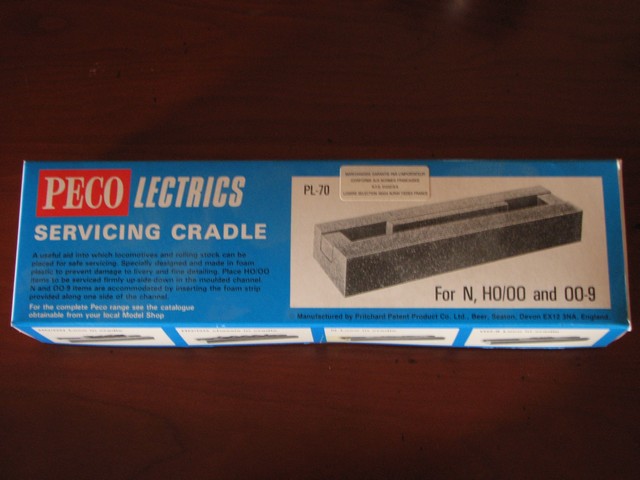 PECO LECTRICS
SERVICING CRADLE
A useful aid into which locomotives and rolling stock can be
placed for safe servicing. Specially designed and made in foam
plastic to prevent damage to livery and fine detailing. Place HO/OO
items to be serviced firmly up-side-down in the moulded channel.
N and OO-9 items are accommodated by inserting the foam strip
provided along one side of the channel.
For the complete Peco range see the catalogue
obtainable from your local Model Shop
PL-70
For N, HO/OO and OO-9
Manufactured by Pritchard Patent Product Co. Ltd., Beer, Seaton, Devon EX12 3NA, England.